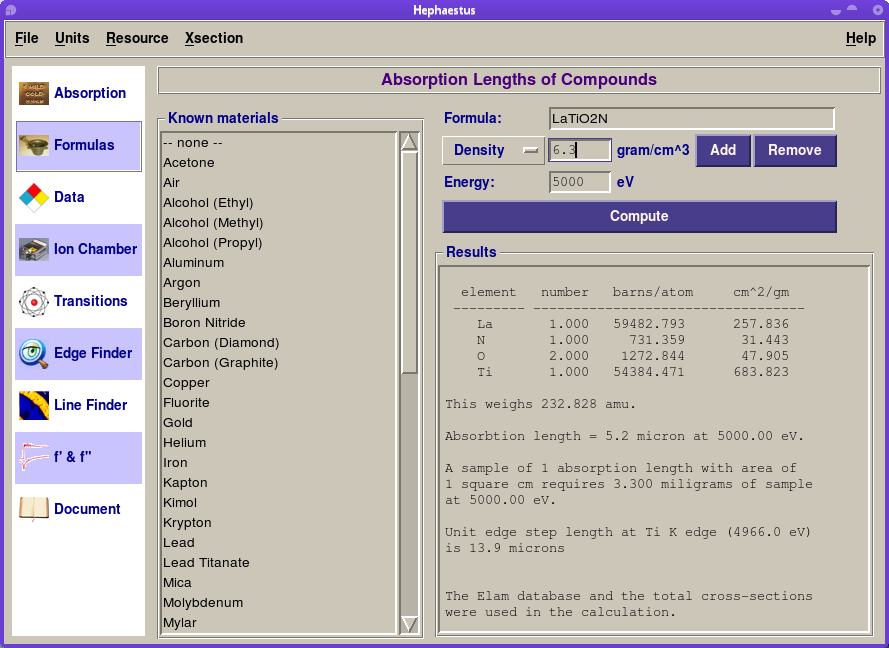 Hephaestus
File Units Resource Xsection Help
Absorption
Formulas
Data
Ion Chamber
Transitions
Edge Finder
Line Finder
f' & f"
Document
Absorption Lengths of Compounds
Known materials
-- none --
Acetone
Air
Alcohol (Ethyl)
Alcohol (Methyl)
Alcohol (Propyl)
Aluminum
Argon
Beryllium
Boron Nitride
Carbon (Diamond)
Carbon (Graphite)
Copper
Fluorite
Gold
Helium
Iron
Kapton
Kimol
Krypton
Lead
Lead Titanate
Mica
Molybdenum
Mylar
Formula: LaTiO2N
Density 6.3 gram/cm^3 Add Remove
Energy: 5000 eV
Compute
Results
element number barns/atom cm^2/gm
--------- ----------------------------------
La 1.000 59482.793 257.836
N 1.000 731.359 31.443
O 2.000 1272.844 47.905
Ti 1.000 54384.471 683.823
This weighs 232.828 amu.
Absorbtion length = 5.2 micron at 5000.00 eV.
A sample of 1 absorption length with area of
1 square cm requires 3.300 miligrams of sample
at 5000.00 eV.
Unit edge step length at Ti K edge (4966.0 eV)
is 13.9 microns
The Elam database and the total cross-sections
were used in the calculation.